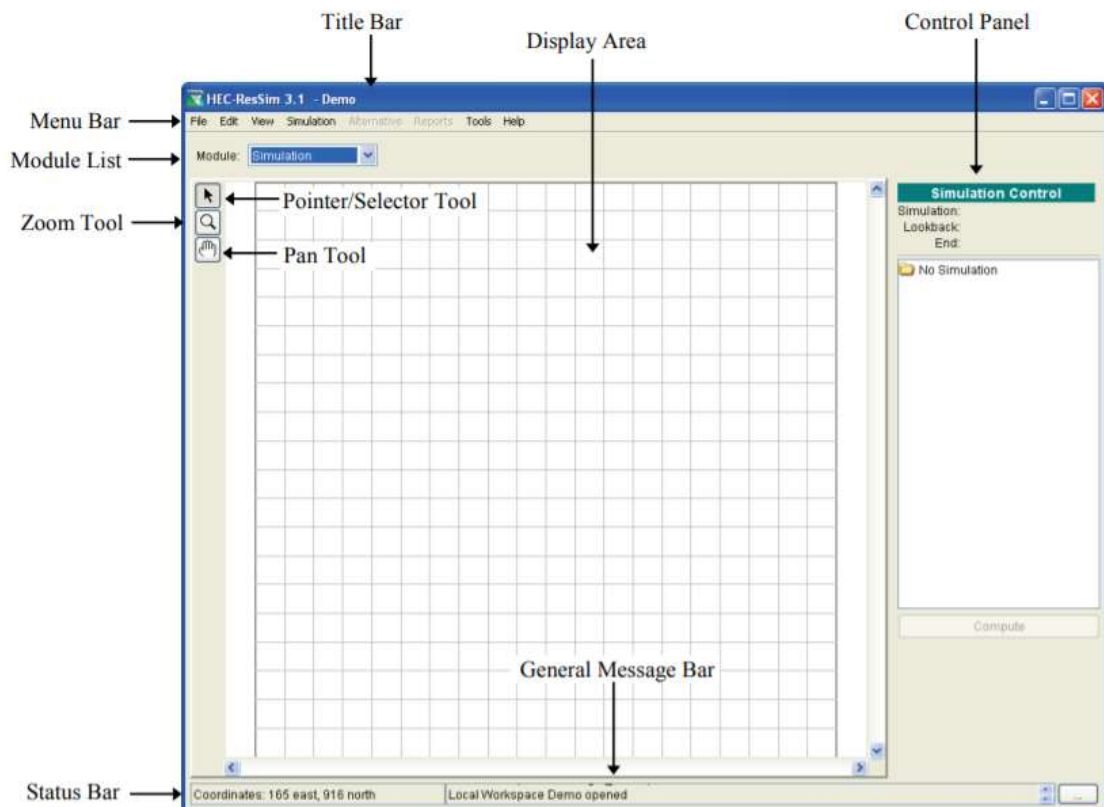 Title Bar
Display Area
Control Panel
HEC-ResSim 3.1 - Demo
Menu Bar
File Edit View Simulation Alternative Reports Tools Help
Module List
Module: Simulation
Pointer/Selector Tool
Simulation Control
Simulation:
Zoom Tool
Lookback:
End:
Pan Tool
No Simulation
Compute
General Message Bar
Status Bar
Coordinates: 165 east, 916 north
Local Workspace Demo opened
...